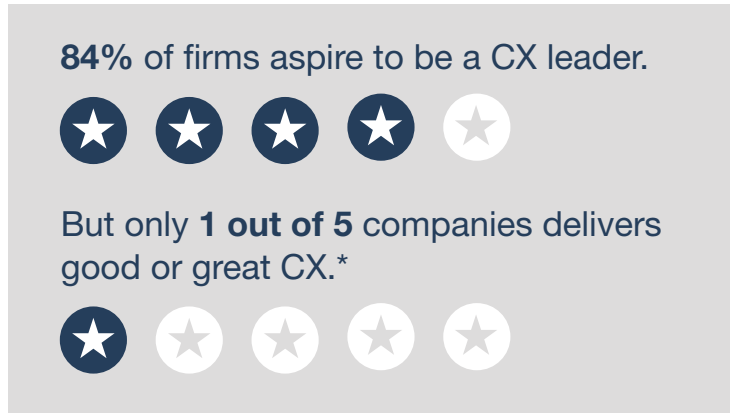 84% of firms aspire to be a CX leader.
But only 1 out of 5 companies delivers
good or great CX.*